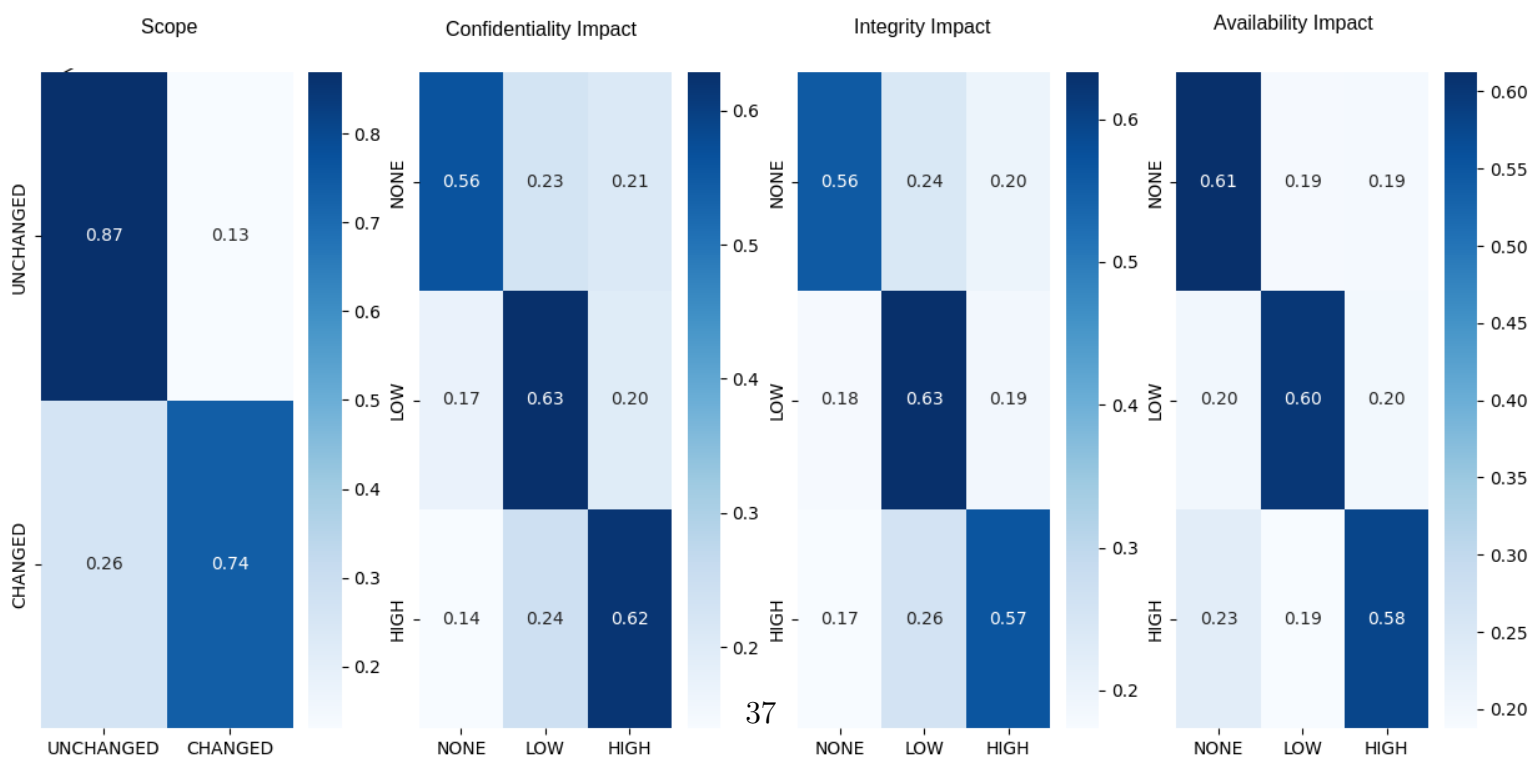 Scope
UNCHANGED
CHANGED
0.87 0.13
0.26 0.74
UNCHANGED CHANGED
0.8
0.7
0.6
0.5
0.4
0.3
0.2
Confidentiality Impact
NONE
LOW
HIGH
0.56 0.23 0.21
0.17 0.63 0.20
0.14 0.24 0.62
NONE LOW HIGH
0.6
0.5
0.4
0.3
0.2
37
Integrity Impact
NONE
LOW
HIGH
0.56 0.24 0.20
0.18 0.63 0.19
0.17 0.26 0.57
NONE LOW HIGH
0.6
0.5
0.4
0.3
0.2
Availability Impact
NONE
LOW
HIGH
0.61 0.19 0.19
0.20 0.60 0.20
0.23 0.19 0.58
NONE LOW HIGH
0.60
0.55
0.50
0.45
0.40
0.35
0.30
0.25
0.20